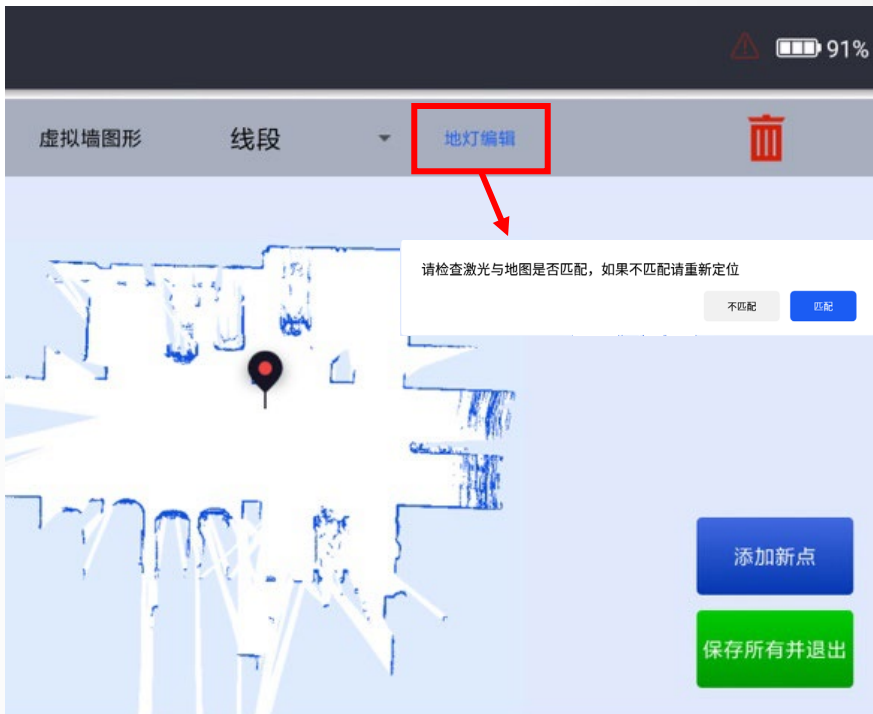 91%
虚拟墙图形 线段 地灯编辑
请检查激光与地图是否匹配，如果不匹配请重新定位
不匹配 匹配
添加新点
保存所有并退出